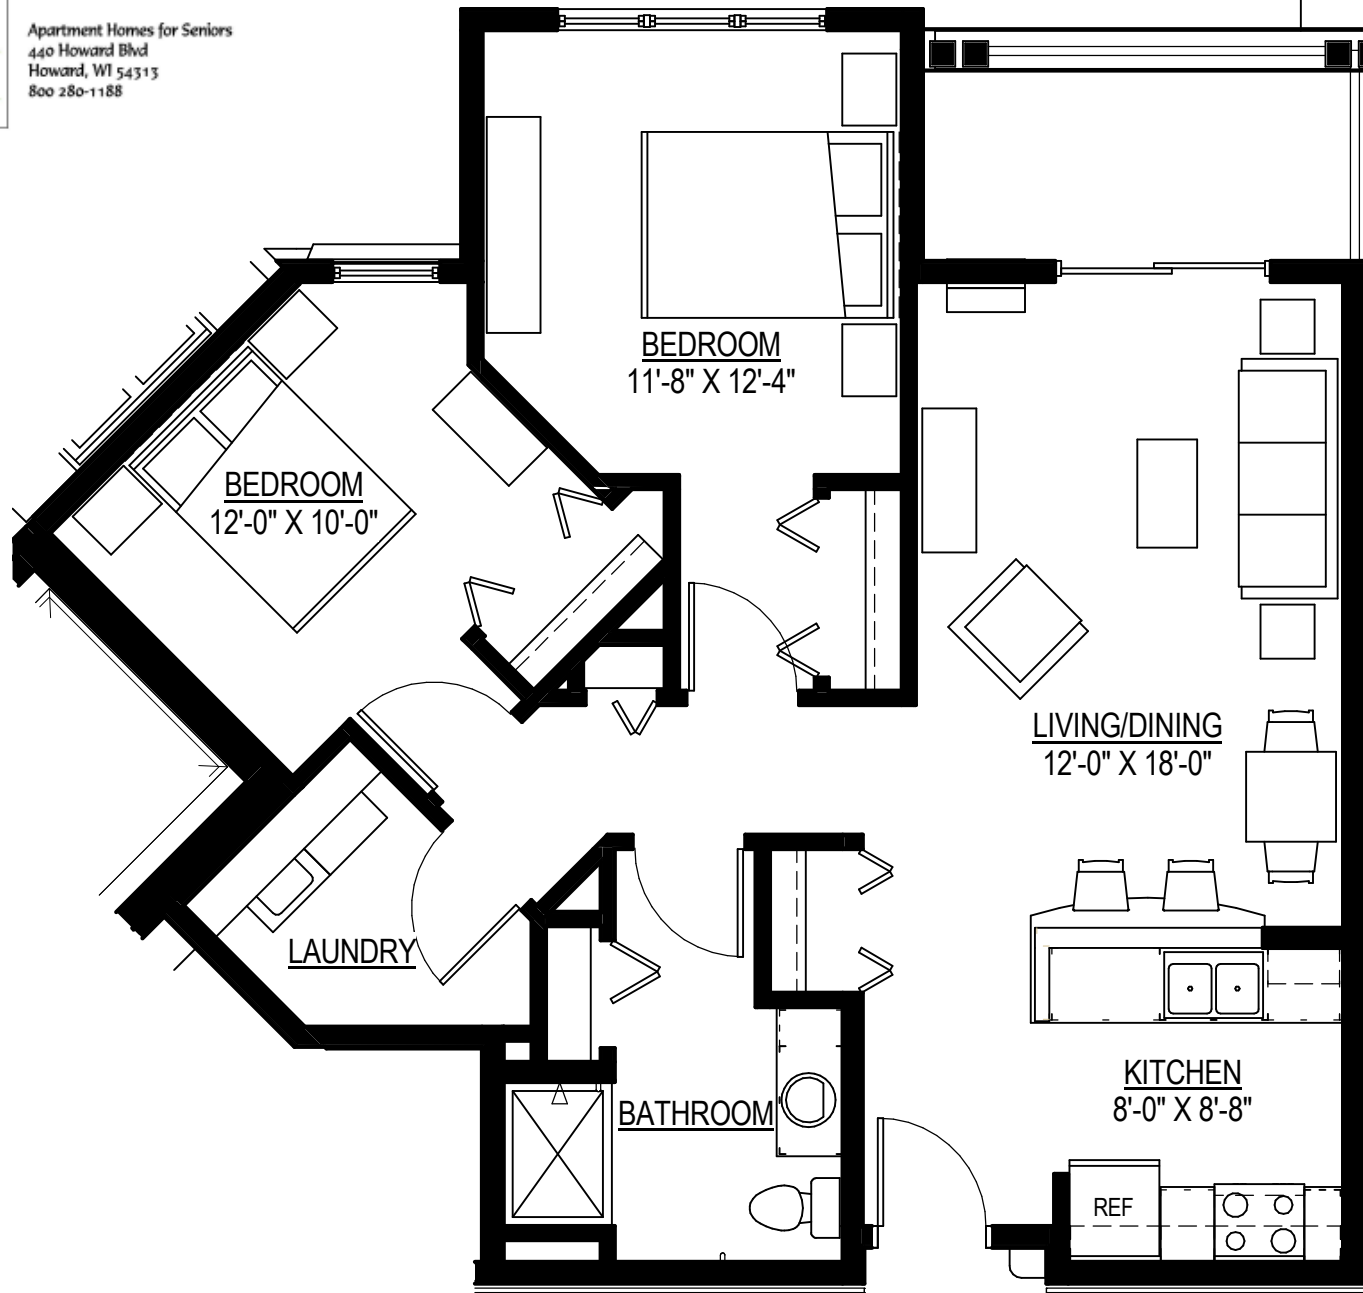 Apartment Homes for Seniors
440 Howard Blvd
Howard, WI 54313
800 280-1188
BEDROOM
11'-8" X 12'-4"
BEDROOM
12'-0" X 10'-0"
LIVING/DINING
12'-0" X 18'-0"
LAUNDRY
KITCHEN
8'-0" X 8'-8"
BATHROOM
REF